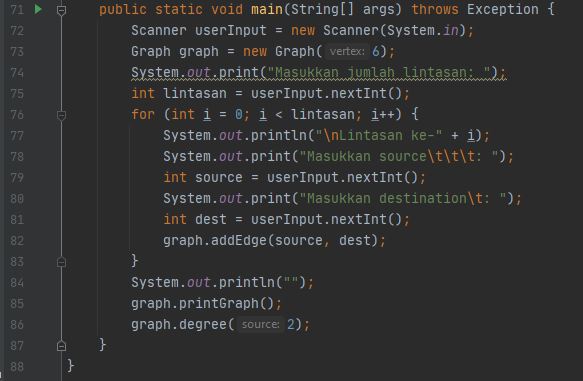 71 public static void main(String[] args) throws Exception {
72 Scanner userInput = new Scanner(System.in);
73 Graph graph = new Graph( vertex: 6);
74 System.out.print("Masukkan jumlah lintasan: ");
75 int lintasan = userInput.nextInt();
76 for (int i = 0; i < lintasan; i++) {
77 System.out.println("\nLintasan ke-" + i);
78 System.out.print("Masukkan source\t\t\t: ");
79 int source = userInput.nextInt();
80 System.out.print("Masukkan destination\t: ");
81 int dest = userInput.nextInt();
82 graph.addEdge(source, dest);
83 }
84 System.out.println("");
85 graph.printGraph();
86 graph.degree( source: 2);
87 }
88 }